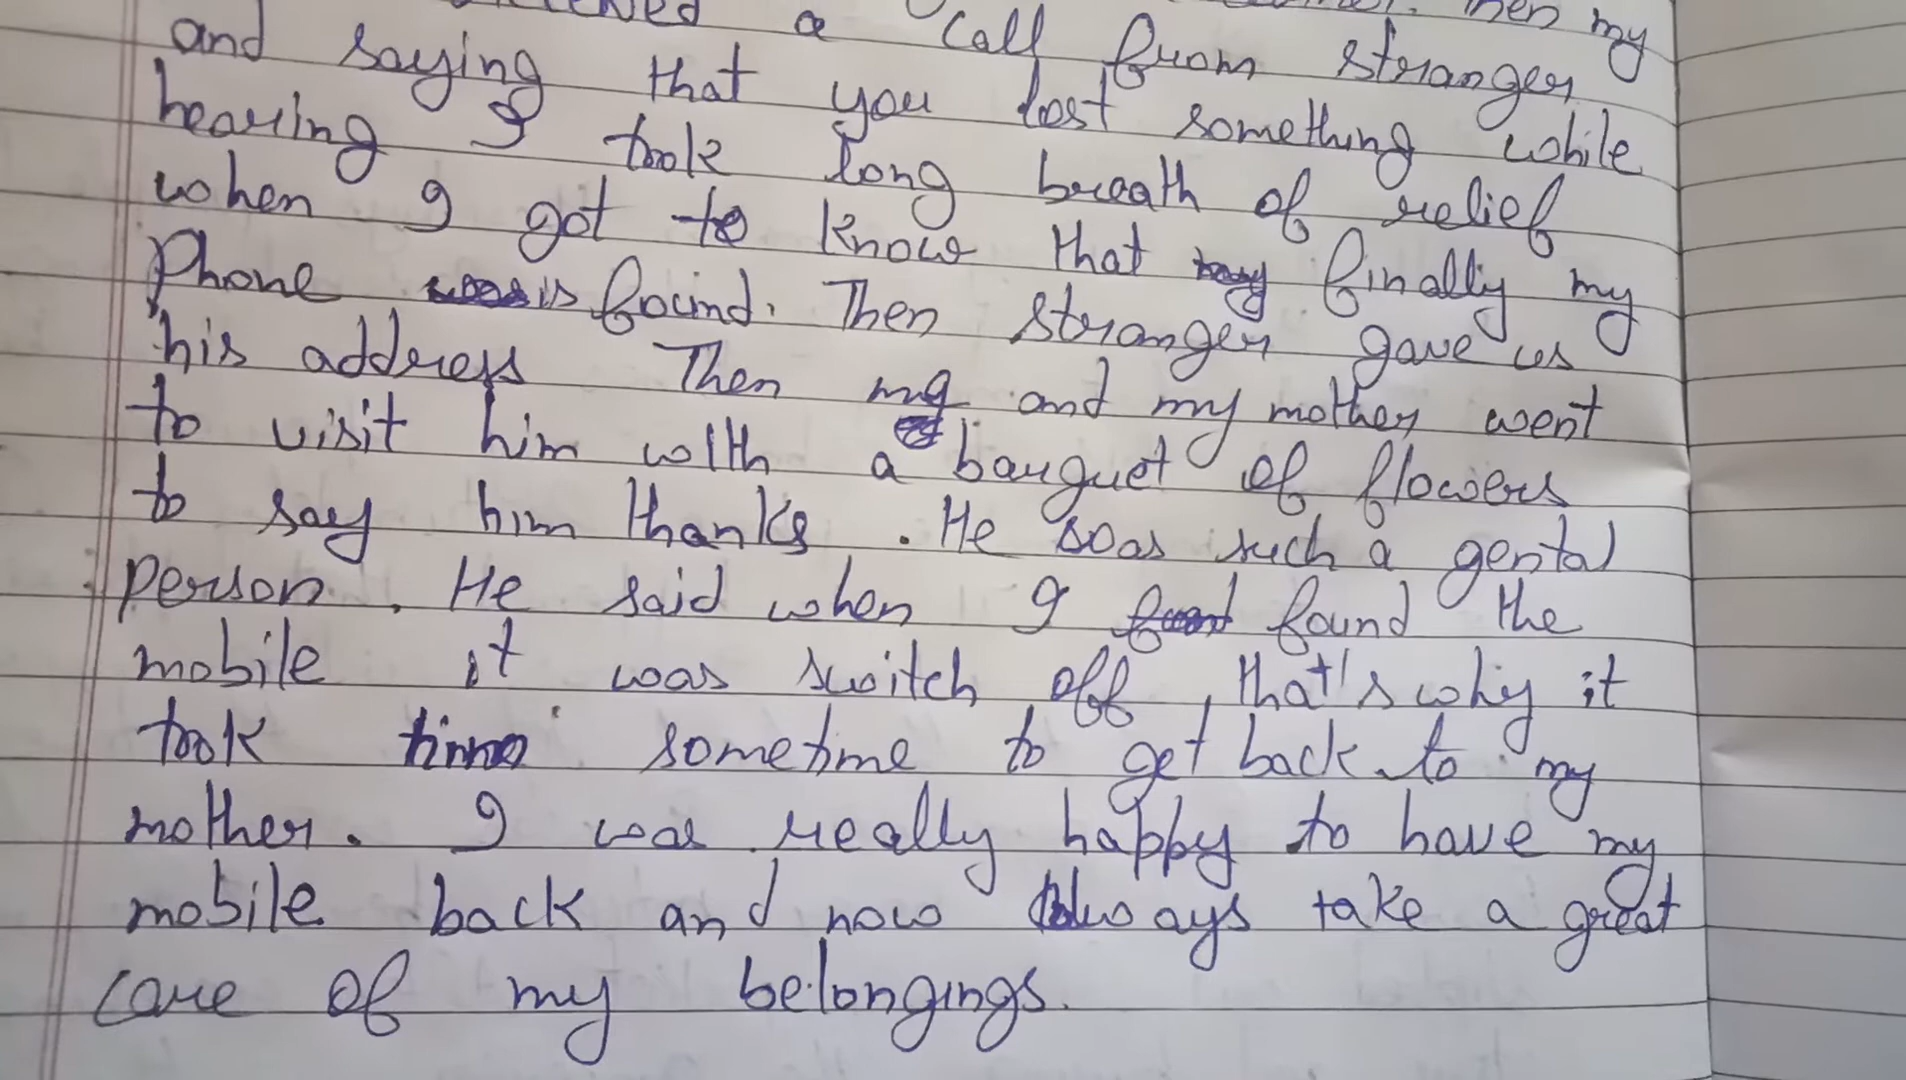 a call from stranger Then my
and saying that you lost something while
hearing I took long breath of relief
when I got to know that finally my
Phone is found. Then stranger gave us
his address Then and my mother went
to visit him with a bauguet of flowers
to say him thanks. He was such a gental
person. He said when I found the
mobile it was switch off, that's why it
took sometime to get back to my
mother. I was really happy to have my
mobile back and now always take a great
care of my belongings.